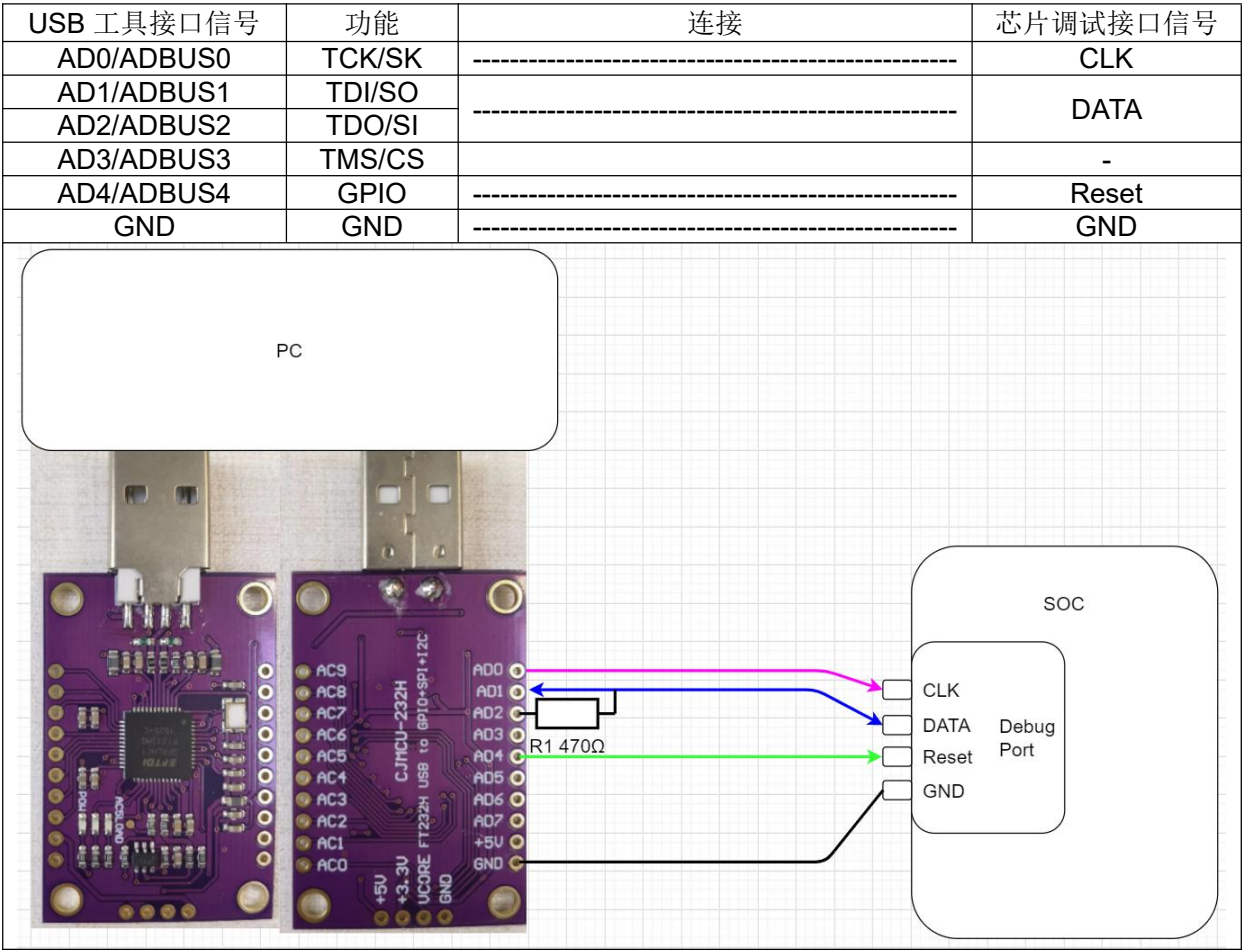 USB 工具接口信号 功能 连接 芯片调试接口信号
AD0/ADBUS0 TCK/SK ---------------------------------------------------- CLK
AD1/ADBUS1 TDI/SO ---------------------------------------------------- DATA
AD2/ADBUS2 TDO/SI
AD3/ADBUS3 TMS/CS -
AD4/ADBUS4 GPIO ---------------------------------------------------- Reset
GND GND ---------------------------------------------------- GND
PC
FTDI
POW
ACSLOAD
AC9
AC8
AC7
AC6
AC5
AC4
AC3
AC2
AC1
AC0
CJMCU-232H
FT232H USB to GPIO+SPI+I2C
AD0
AD1
AD2
AD3
AD4
AD5
AD6
AD7
+5V
GND
+5V
+3.3V
VCORE
GND
R1 470Ω
SOC
CLK
DATA
Reset
GND
Debug
Port